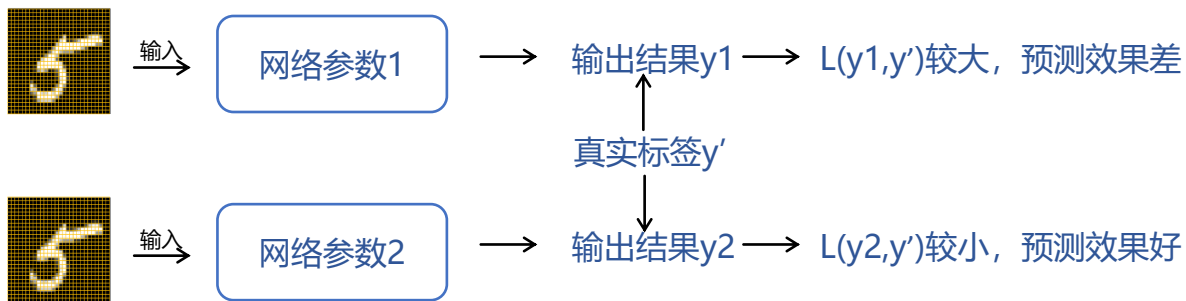 输入 网络参数1 输出结果y1 L(y1,y′)较大，预测效果差
真实标签y′
输入 网络参数2 输出结果y2 L(y2,y′)较小，预测效果好